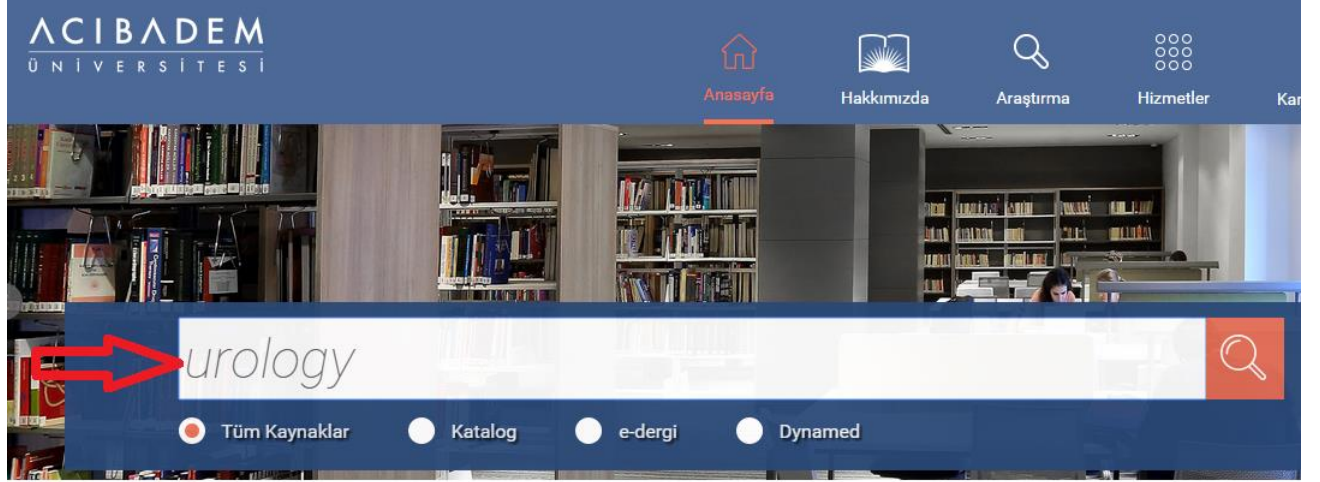 ACIBADEM
ÜNİVERSİTESİ
Anasayfa
Hakkımızda
Araştırma
Hizmetler
urology
Tüm Kaynaklar
Katalog
e-dergi
Dynamed